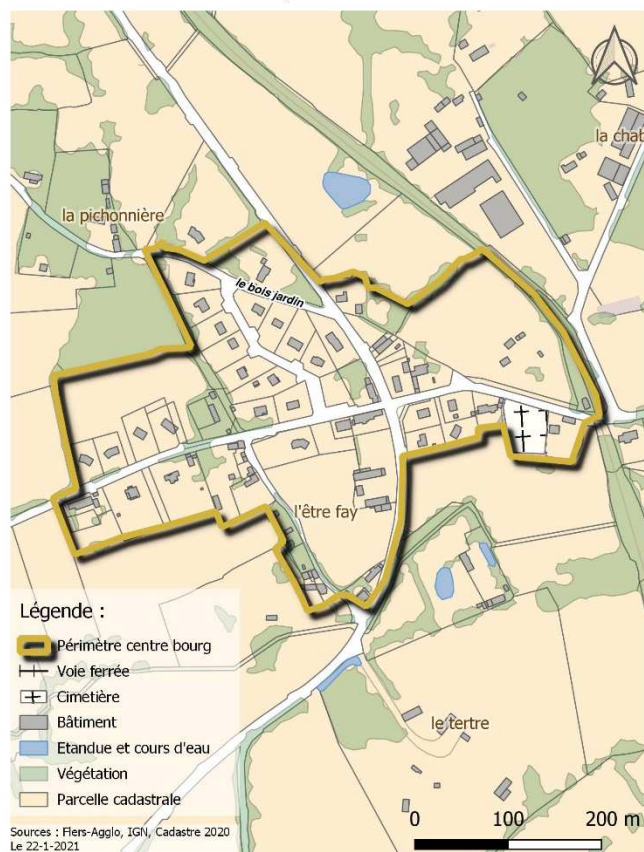 la chat
la pichonnière
le bois jardin
l'être fay
le tertre
Légende :
Périmètre centre bourg
Voie ferrée
Cimetière
Bâtiment
Etandue et cours d'eau
Végétation
Parcelle cadastrale
Sources : Flers-Agglo, IGN, Cadastre 2020
Le 22-1-2021
0 100 200 m